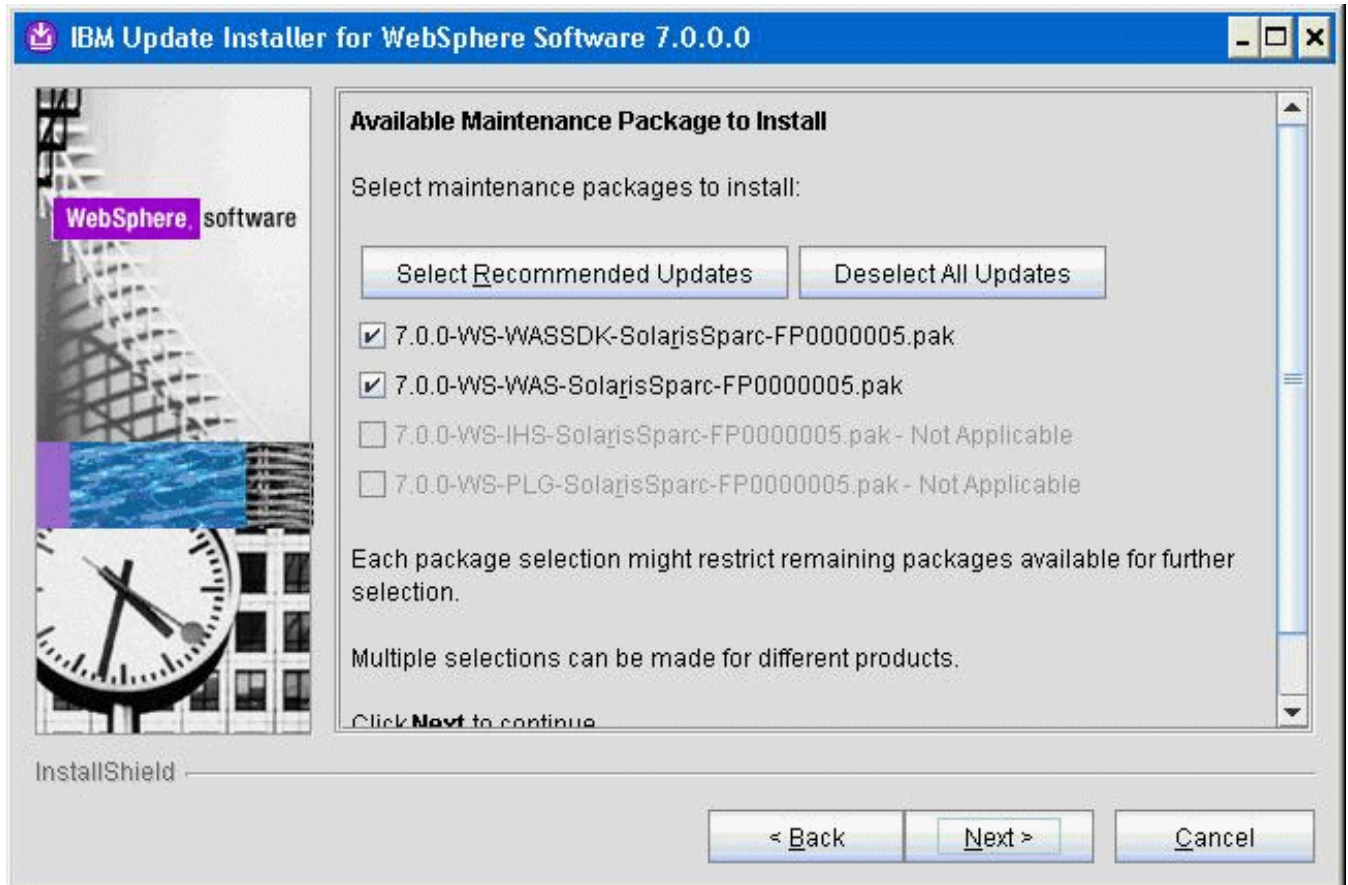 IBM Update Installer for WebSphere Software 7.0.0.0
WebSphere. software
Available Maintenance Package to Install
Select maintenance packages to install:
Select Recommended Updates
Deselect All Updates
7.0.0-WS-WASSDK-SolarisSparc-FP0000005.pak
7.0.0-WS-WAS-SolarisSparc-FP0000005.pak
7.0.0-WS-IHS-SolarisSparc-FP0000005.pak - Not Applicable
7.0.0-WS-PLG-SolarisSparc-FP0000005.pak - Not Applicable
Each package selection might restrict remaining packages available for further
selection.
Multiple selections can be made for different products.
Click Next to continue
InstallShield
< Back
Next >
Cancel